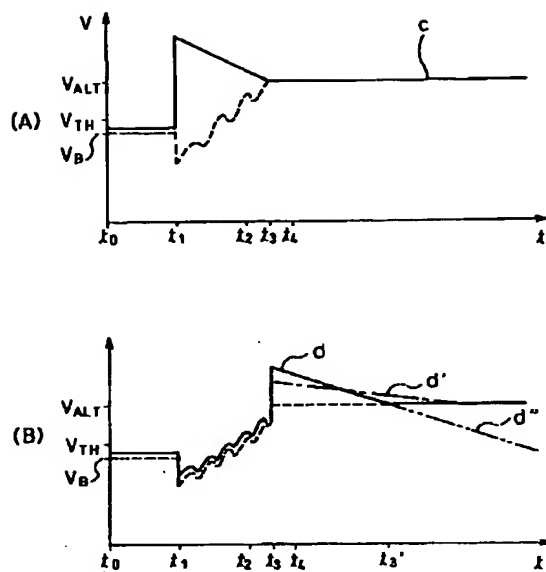 V
C
V_ALT
(A)
V_TH
V_B
t₀ t₁ t₂ t₃ t₄ t
d
d'
V_ALT
(B)
d"
V_TH
V_B
t₀ t₁ t₂ t₃ t₄ t₃' t